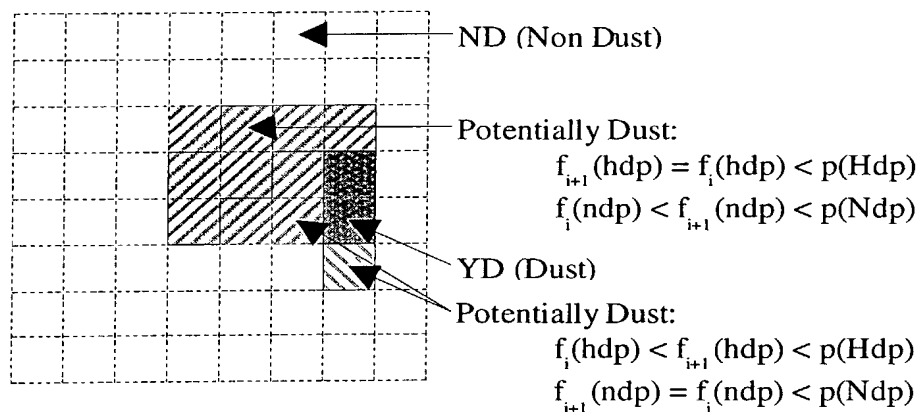 ND (Non Dust)
Potentially Dust:
f_{i+1}(hdp) = f_i(hdp) < p(Hdp)
f_i(ndp) < f_{i+1}(ndp) < p(Ndp)
YD (Dust)
Potentially Dust:
f_i(hdp) < f_{i+1}(hdp) < p(Hdp)
f_{i+1}(ndp) = f_i(ndp) < p(Ndp)